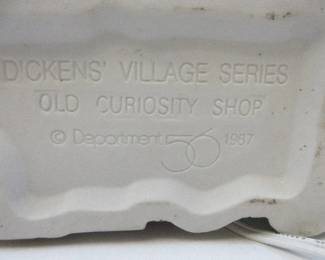 DICKENS' VILLAGE SERIES
OLD CURIOSITY SHOP
© Department 56 1987